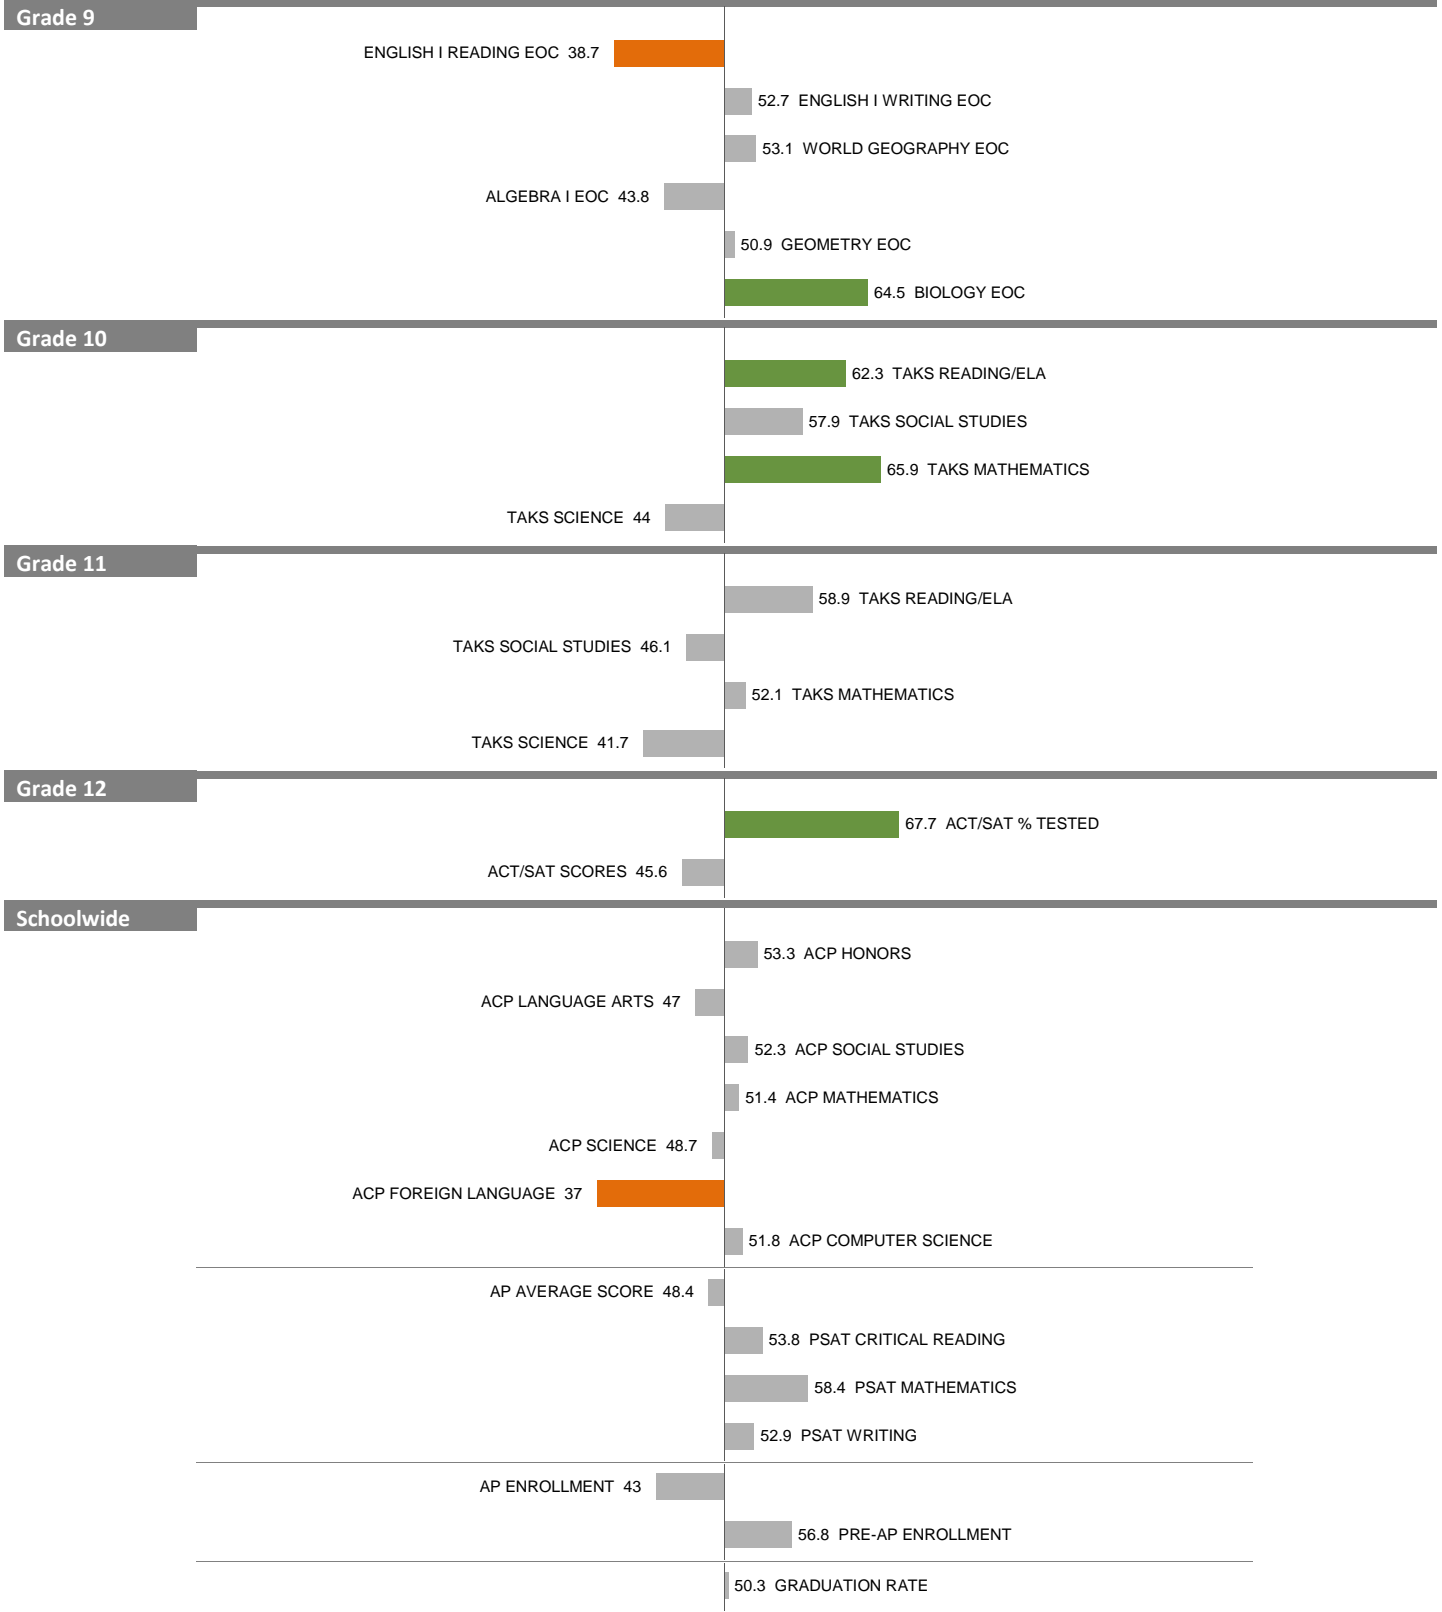 Grade 9
ENGLISH I READING EOC 38.7
52.7 ENGLISH I WRITING EOC
53.1 WORLD GEOGRAPHY EOC
ALGEBRA I EOC 43.8
50.9 GEOMETRY EOC
64.5 BIOLOGY EOC
Grade 10
62.3 TAKS READING/ELA
57.9 TAKS SOCIAL STUDIES
65.9 TAKS MATHEMATICS
TAKS SCIENCE 44
Grade 11
58.9 TAKS READING/ELA
TAKS SOCIAL STUDIES 46.1
52.1 TAKS MATHEMATICS
TAKS SCIENCE 41.7
Grade 12
67.7 ACT/SAT % TESTED
ACT/SAT SCORES 45.6
Schoolwide
53.3 ACP HONORS
ACP LANGUAGE ARTS 47
52.3 ACP SOCIAL STUDIES
51.4 ACP MATHEMATICS
ACP SCIENCE 48.7
ACP FOREIGN LANGUAGE 37
51.8 ACP COMPUTER SCIENCE
AP AVERAGE SCORE 48.4
53.8 PSAT CRITICAL READING
58.4 PSAT MATHEMATICS
52.9 PSAT WRITING
AP ENROLLMENT 43
56.8 PRE-AP ENROLLMENT
50.3 GRADUATION RATE